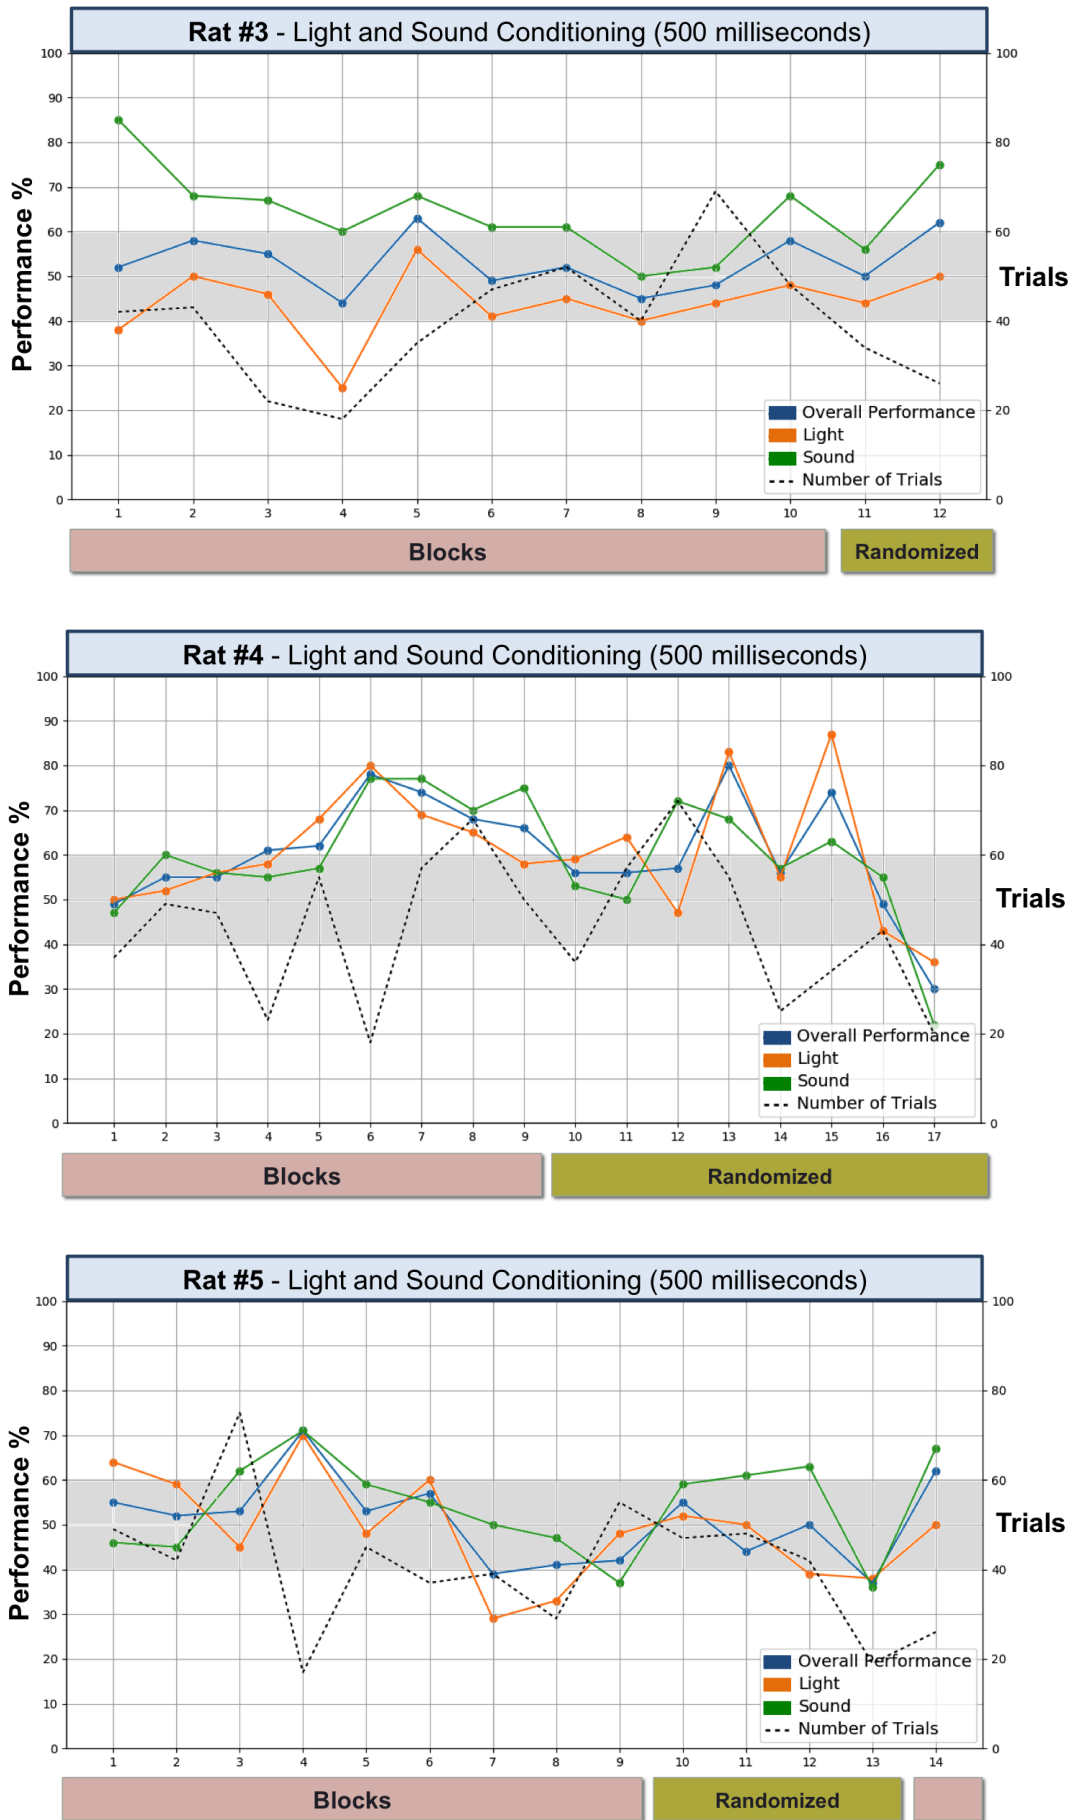 Rat #3 - Light and Sound Conditioning (500 milliseconds)
100 100
90
80 80
70
60 60
50
40 40
30
20 20
10
0 0
Performance %
Trials
Overall Performance
Light
Sound
Number of Trials
1 2 3 4 5 6 7 8 9 10 11 12
Blocks Randomized
Rat #4 - Light and Sound Conditioning (500 milliseconds)
100 100
90
80 80
70
60 60
50
40 40
30
20 20
10
0 0
Performance %
Trials
Overall Performance
Light
Sound
Number of Trials
1 2 3 4 5 6 7 8 9 10 11 12 13 14 15 16 17
Blocks Randomized
Rat #5 - Light and Sound Conditioning (500 milliseconds)
100 100
90
80 80
70
60 60
50
40 40
30
20 20
10
0 0
Performance %
Trials
Overall Performance
Light
Sound
Number of Trials
1 2 3 4 5 6 7 8 9 10 11 12 13 14
Blocks Randomized